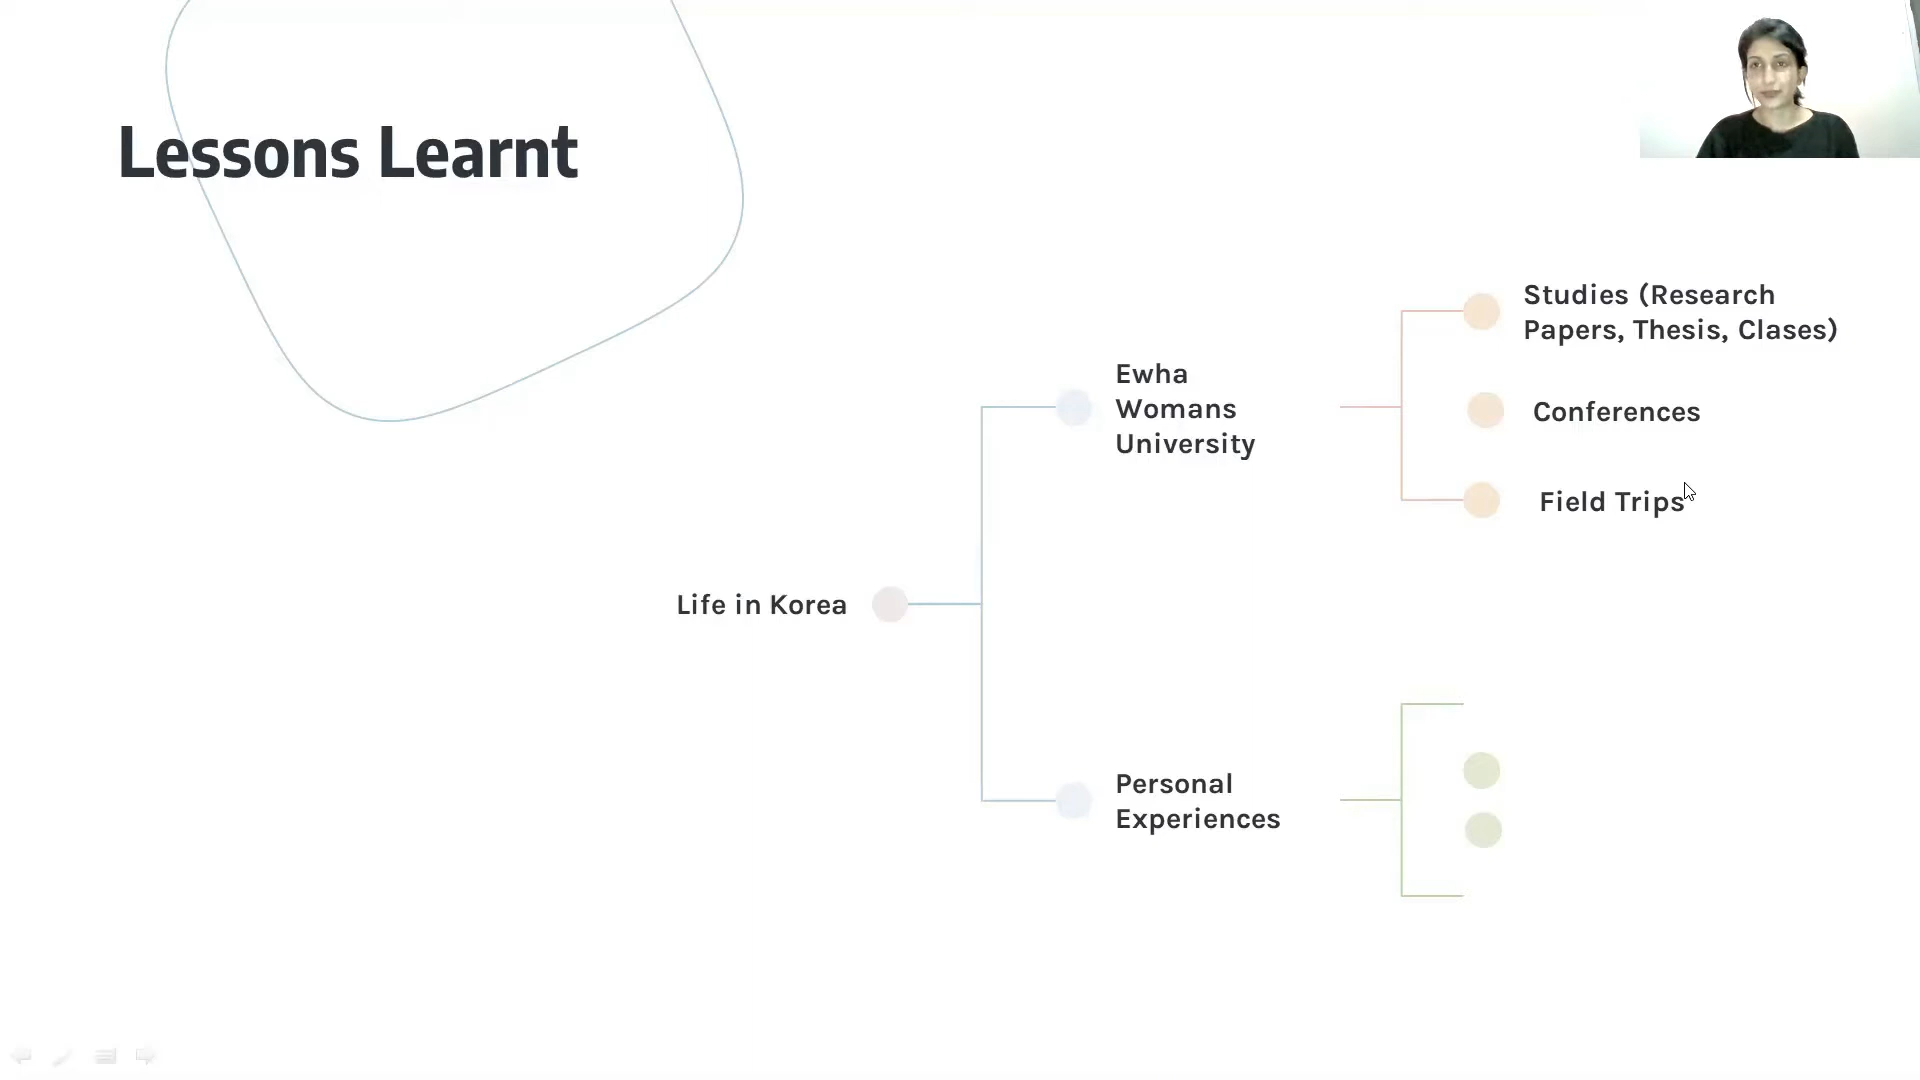 Lessons Learnt
Studies (Research
Papers, Thesis, Clases)
Ewha
Womans
University
Conferences
Field Trips
Life in Korea
Personal
Experiences